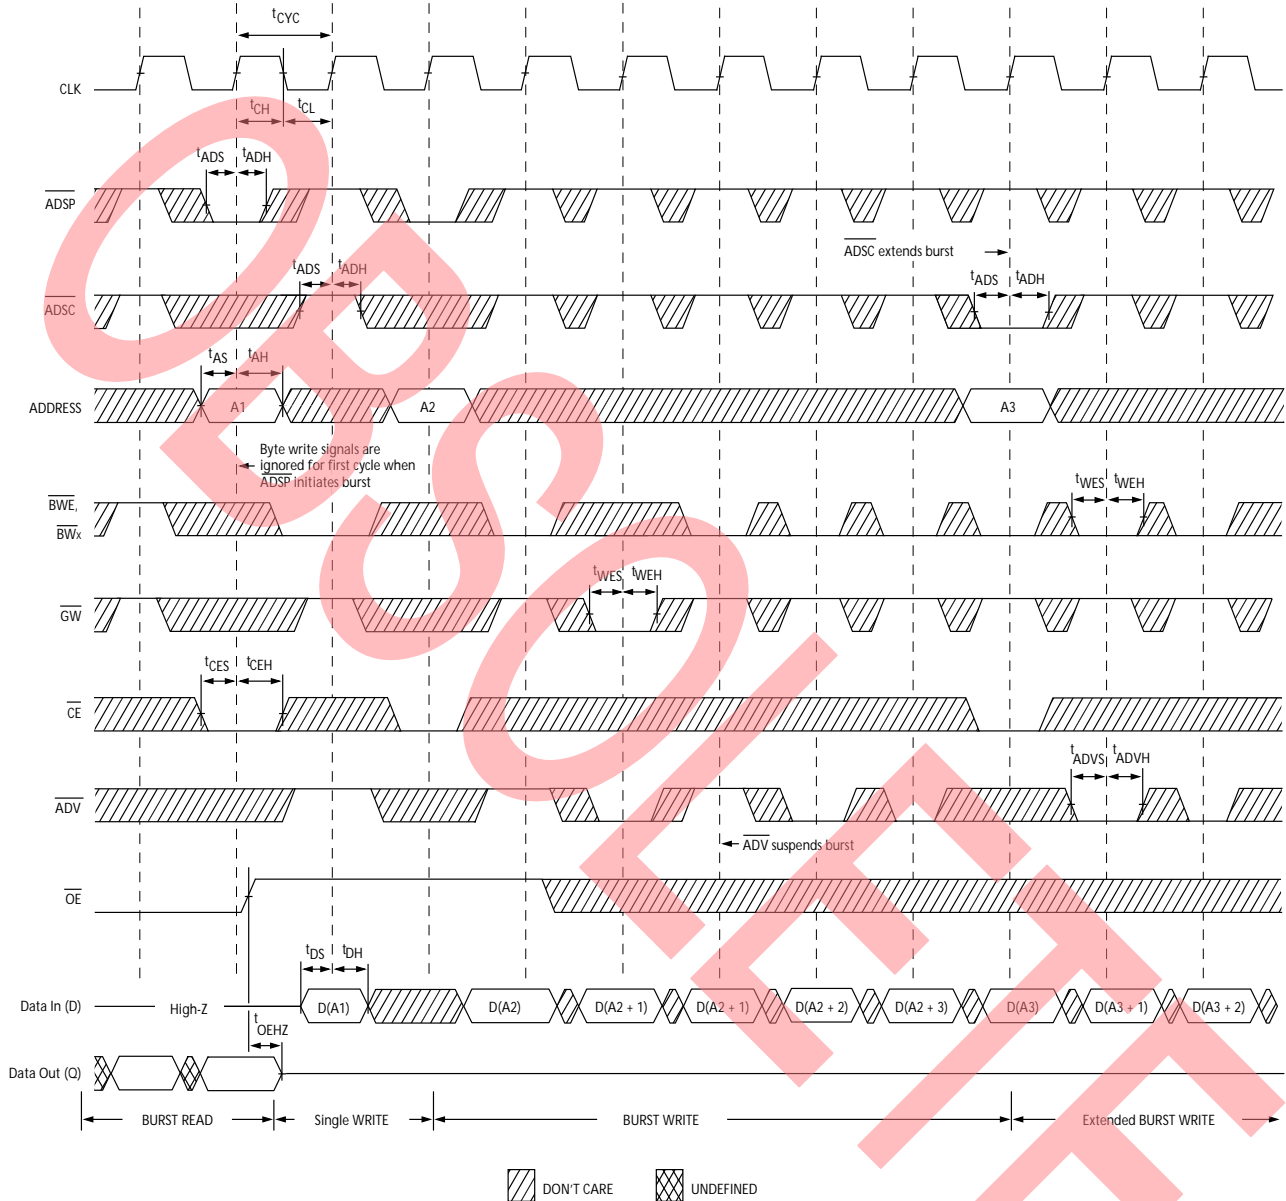 tCYC
CLK
tCH
tCL
tADS
tADH
ADSP
ADSC extends burst
tADS
tADH
tADS
tADH
ADSC
tAS
tAH
ADDRESS
A1
A2
A3
Byte write signals are
ignored for first cycle when
ADSP initiates burst
tWES
tWEH
BWE,
BWx
tWES
tWEH
GW
tCES
tCEH
CE
tADVS
tADVH
ADV
ADV suspends burst
OE
tDS
tDH
Data In (D)
High-Z
D(A1)
D(A2)
D(A2 + 1)
D(A2 + 1)
D(A2 + 2)
D(A2 + 3)
D(A3)
D(A3 + 1)
D(A3 + 2)
tOEHZ
Data Out (Q)
BURST READ
Single WRITE
BURST WRITE
Extended BURST WRITE
DON'T CARE
UNDEFINED
OBSOLETE